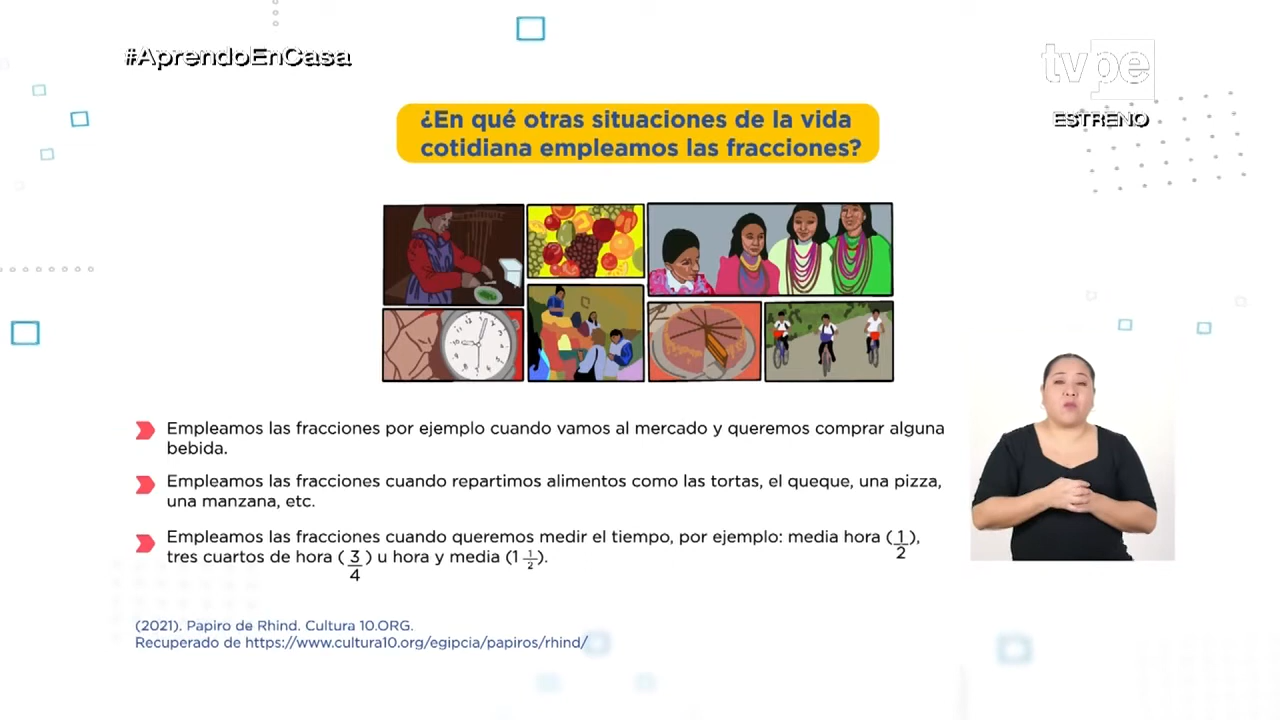 #AprendoEnCasa
tvpe
ESTRENO
¿En qué otras situaciones de la vida
cotidiana empleamos las fracciones?
Empleamos las fracciones por ejemplo cuando vamos al mercado y queremos comprar alguna
bebida.
Empleamos las fracciones cuando repartimos alimentos como las tortas, el queque, una pizza,
una manzana, etc.
Empleamos las fracciones cuando queremos medir el tiempo, por ejemplo: media hora (1/2),
tres cuartos de hora (3/4) u hora y media (1 1/2).
(2021). Papiro de Rhind. Cultura 10.ORG.
Recuperado de https://www.cultura10.org/egipcia/papiros/rhind/